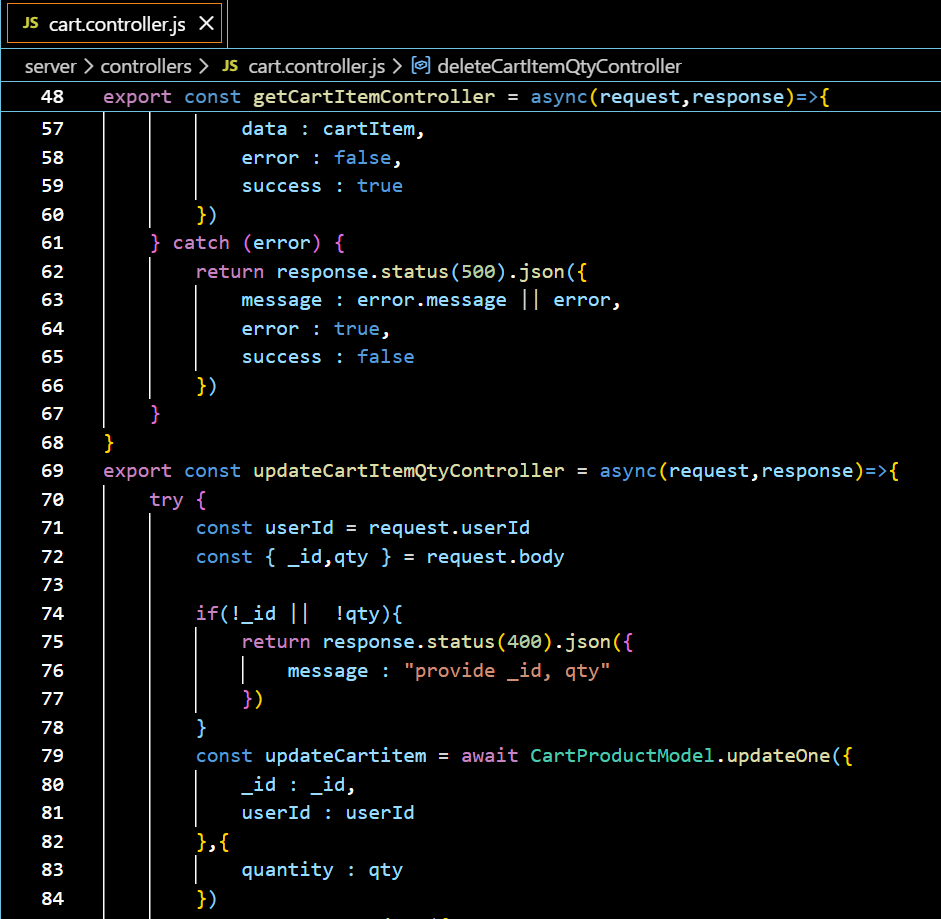 JS cart.controller.js ×
server > controllers > JS cart.controller.js > deleteCartItemQtyController
48 export const getCartItemController = async(request,response)=>{
57 data : cartItem,
58 error : false,
59 success : true
60 })
61 } catch (error) {
62 return response.status(500).json({
63 message : error.message || error,
64 error : true,
65 success : false
66 })
67 }
68 }
69 export const updateCartItemQtyController = async(request,response)=>{
70 try {
71 const userId = request.userId
72 const { _id,qty } = request.body
73
74 if(!_id ||  !qty){
75 return response.status(400).json({
76 message : "provide _id, qty"
77 })
78 }
79 const updateCartitem = await CartProductModel.updateOne({
80 _id : _id,
81 userId : userId
82 },{
83 quantity : qty
84 })